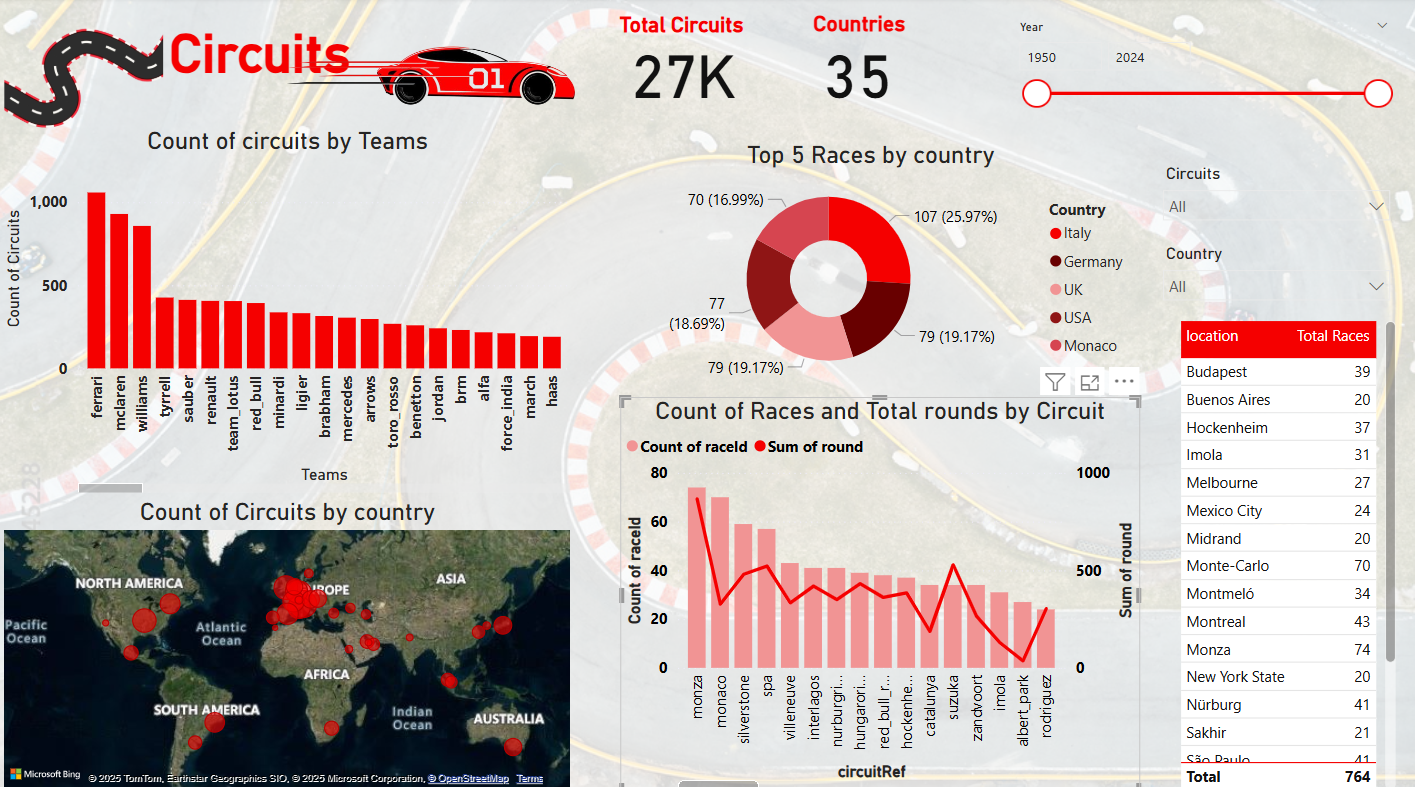 Circuits
01
Total Circuits
27K
Countries
35
Year
1950
2024
Count of circuits by Teams
Count of Circuits
1,000
500
0
ferrari
mclaren
williams
tyrrell
sauber
renault
team_lotus
red_bull
minardi
ligier
brabham
mercedes
arrows
toro_rosso
benetton
jordan
brm
alfa
force_india
march
haas
Teams
Top 5 Races by country
70 (16.99%)
107 (25.97%)
77
(18.69%)
79 (19.17%)
79 (19.17%)
Country
Italy
Germany
UK
USA
Monaco
Circuits
All
Country
All
Count of Circuits by country
NORTH AMERICA
EUROPE
ASIA
Pacific
Ocean
Atlantic
Ocean
AFRICA
SOUTH AMERICA
Indian
Ocean
AUSTRALIA
Microsoft Bing
© 2025 TomTom, Earthstar Geographics SIO, © 2025 Microsoft Corporation, © OpenStreetMap Terms
Count of Races and Total rounds by Circuit
Count of raceId Sum of round
Count of raceId
80
60
40
20
0
1000
500
0
Sum of round
monza
monaco
silverstone
spa
villeneuve
interlagos
nurburgri...
hungarori...
red_bull_r...
hockenhe...
catalunya
suzuka
zandvoort
imola
albert_park
rodriguez
circuitRef
location Total Races
Budapest 39
Buenos Aires 20
Hockenheim 37
Imola 31
Melbourne 27
Mexico City 24
Midrand 20
Monte-Carlo 70
Montmeló 34
Montreal 43
Monza 74
New York State 20
Nürburg 41
Sakhir 21
São Paulo 41
Total 764